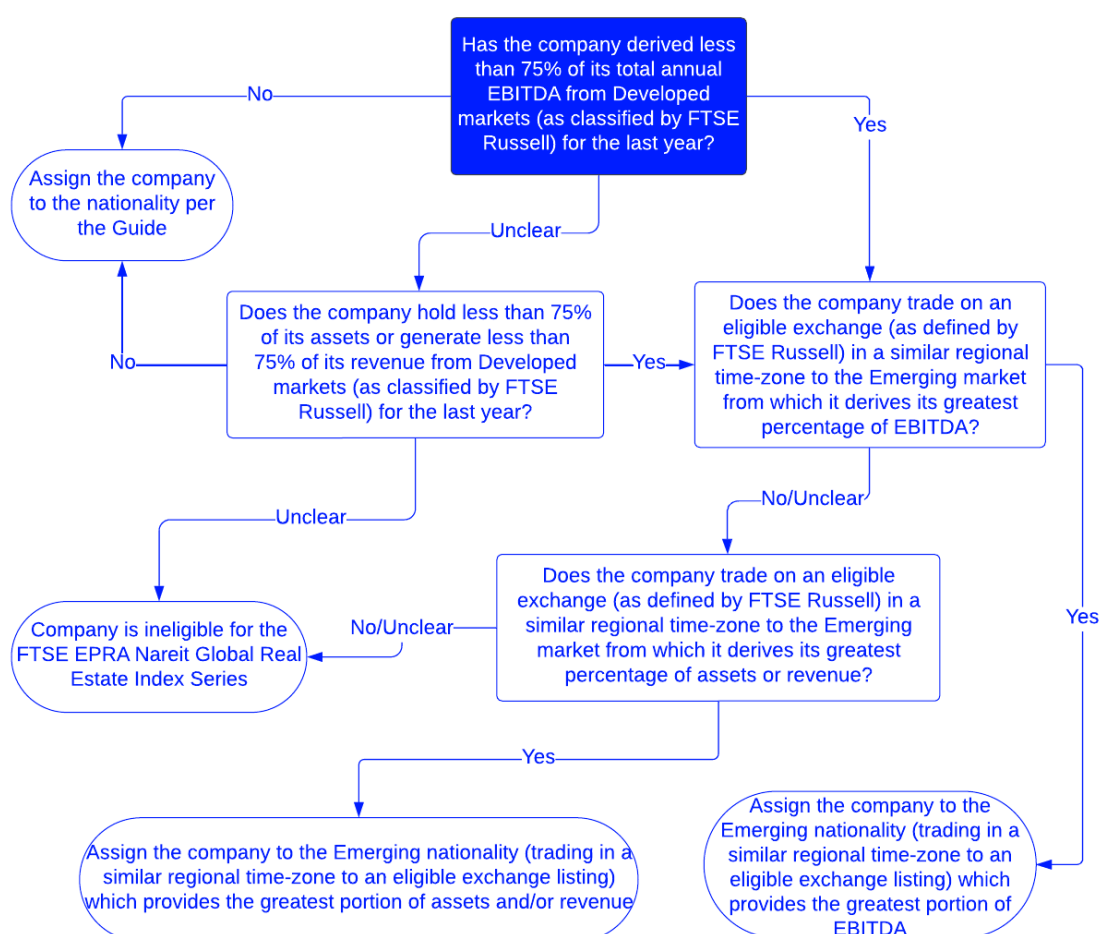 Has the company derived less
than 75% of its total annual
EBITDA from Developed
markets (as classified by FTSE
Russell) for the last year?
No
Yes
Assign the company
to the nationality per
the Guide
Unclear
Does the company hold less than 75%
of its assets or generate less than
75% of its revenue from Developed
markets (as classified by FTSE
Russell) for the last year?
No
Yes
Does the company trade on an
eligible exchange (as defined by
FTSE Russell) in a similar regional
time-zone to the Emerging market
from which it derives its greatest
percentage of EBITDA?
No/Unclear
Unclear
Does the company trade on an eligible
exchange (as defined by FTSE Russell) in a
similar regional time-zone to the Emerging
market from which it derives its greatest
percentage of assets or revenue?
Yes
No/Unclear
Company is ineligible for the
FTSE EPRA Nareit Global Real
Estate Index Series
Yes
Assign the company to the Emerging nationality (trading in a
similar regional time-zone to an eligible exchange listing)
which provides the greatest portion of assets and/or revenue
Assign the company to the
Emerging nationality (trading in a
similar regional time-zone to an
eligible exchange listing) which
provides the greatest portion of
EBITDA